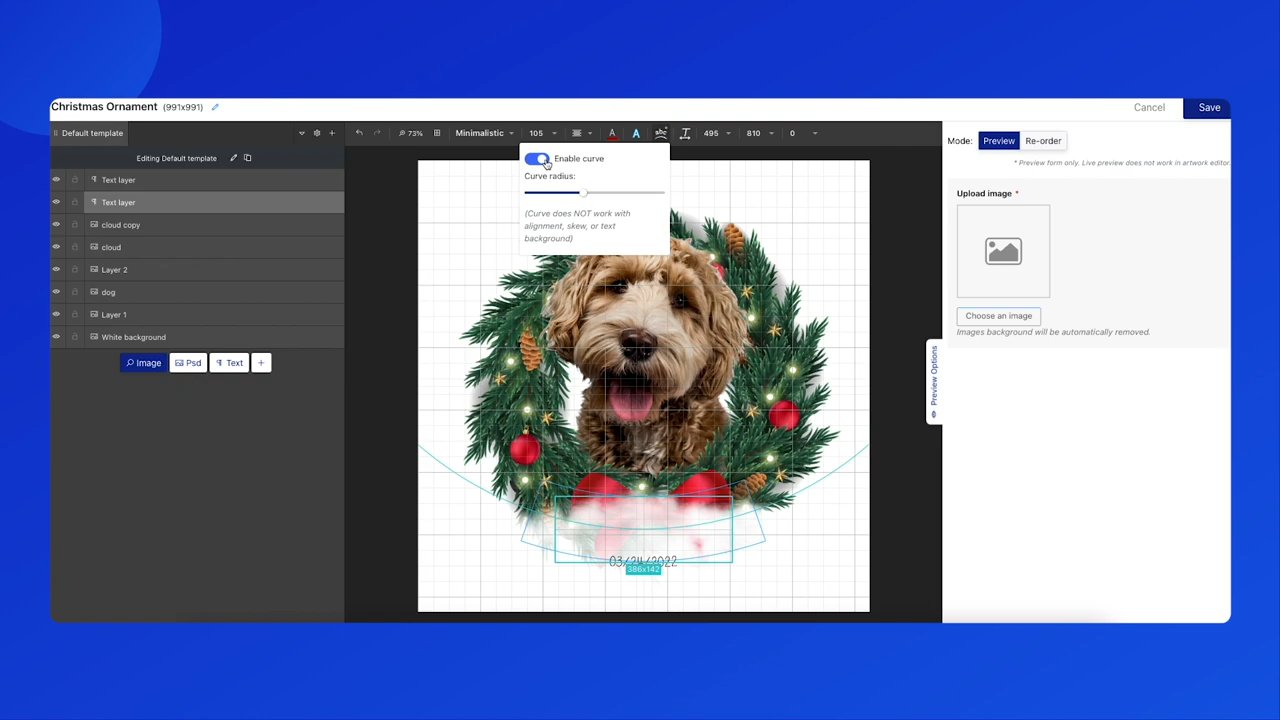 Christmas Ornament (991x991)
Cancel
Save
Default template
73%
Minimalistic
105
A
A
abc
T
495
810
0
Editing Default template
Text layer
Text layer
cloud copy
cloud
Layer 2
dog
Layer 1
White background
Image
Psd
Text
+
Enable curve
Curve radius:
(Curve does NOT work with
alignment, skew, or text
background)
03/24/2022
386x142
Mode:
Preview
Re-order
* Preview form only. Live preview does not work in artwork editor.
Upload image *
Choose an image
Images background will be automatically removed.
Preview Options